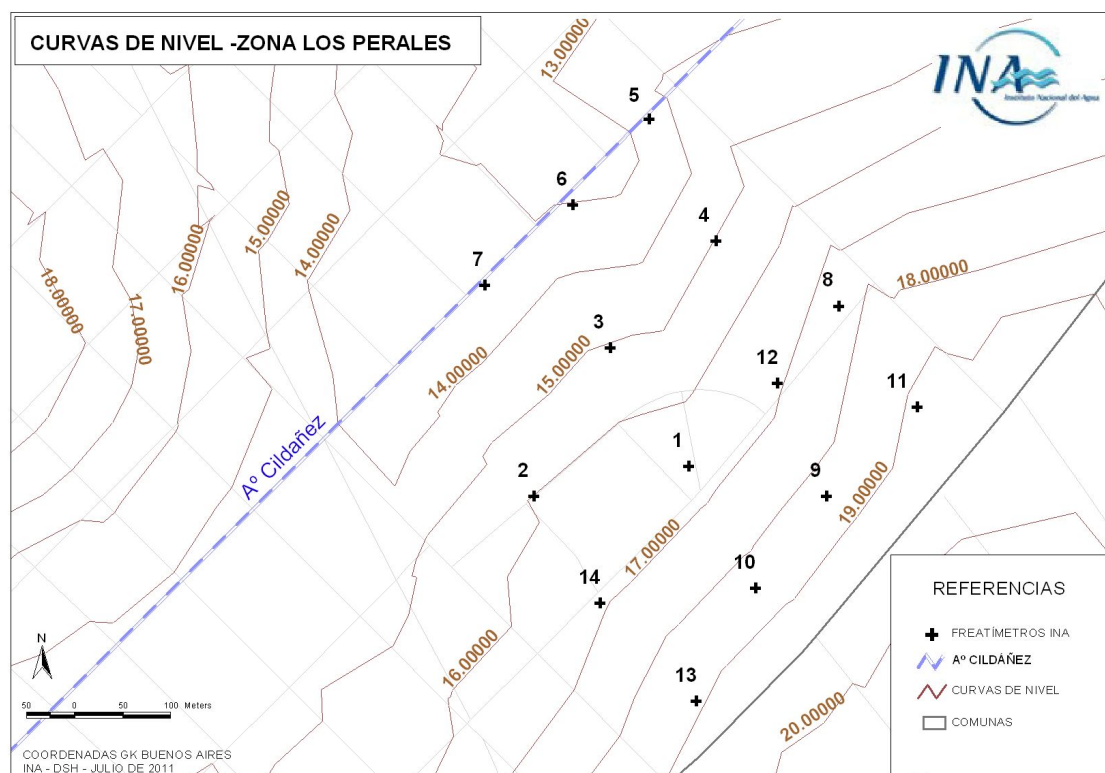 CURVAS DE NIVEL -ZONA LOS PERALES
INA
Instituto Nacional del Agua
13.00000
5
6
4
7
14.00000
15.00000
16.00000
17.00000
18.00000
18.00000
8
3
12
11
15.00000
14.00000
1
2
9
19.00000
Aº Cildañez
17.00000
10
14
16.00000
13
20.00000
N
50 0 50 100 Meters
COORDENADAS GK BUENOS AIRES
INA - DSH - JULIO DE 2011
REFERENCIAS
FREATÍMETROS INA
Aº CILDÁÑEZ
CURVAS DE NIVEL
COMUNAS